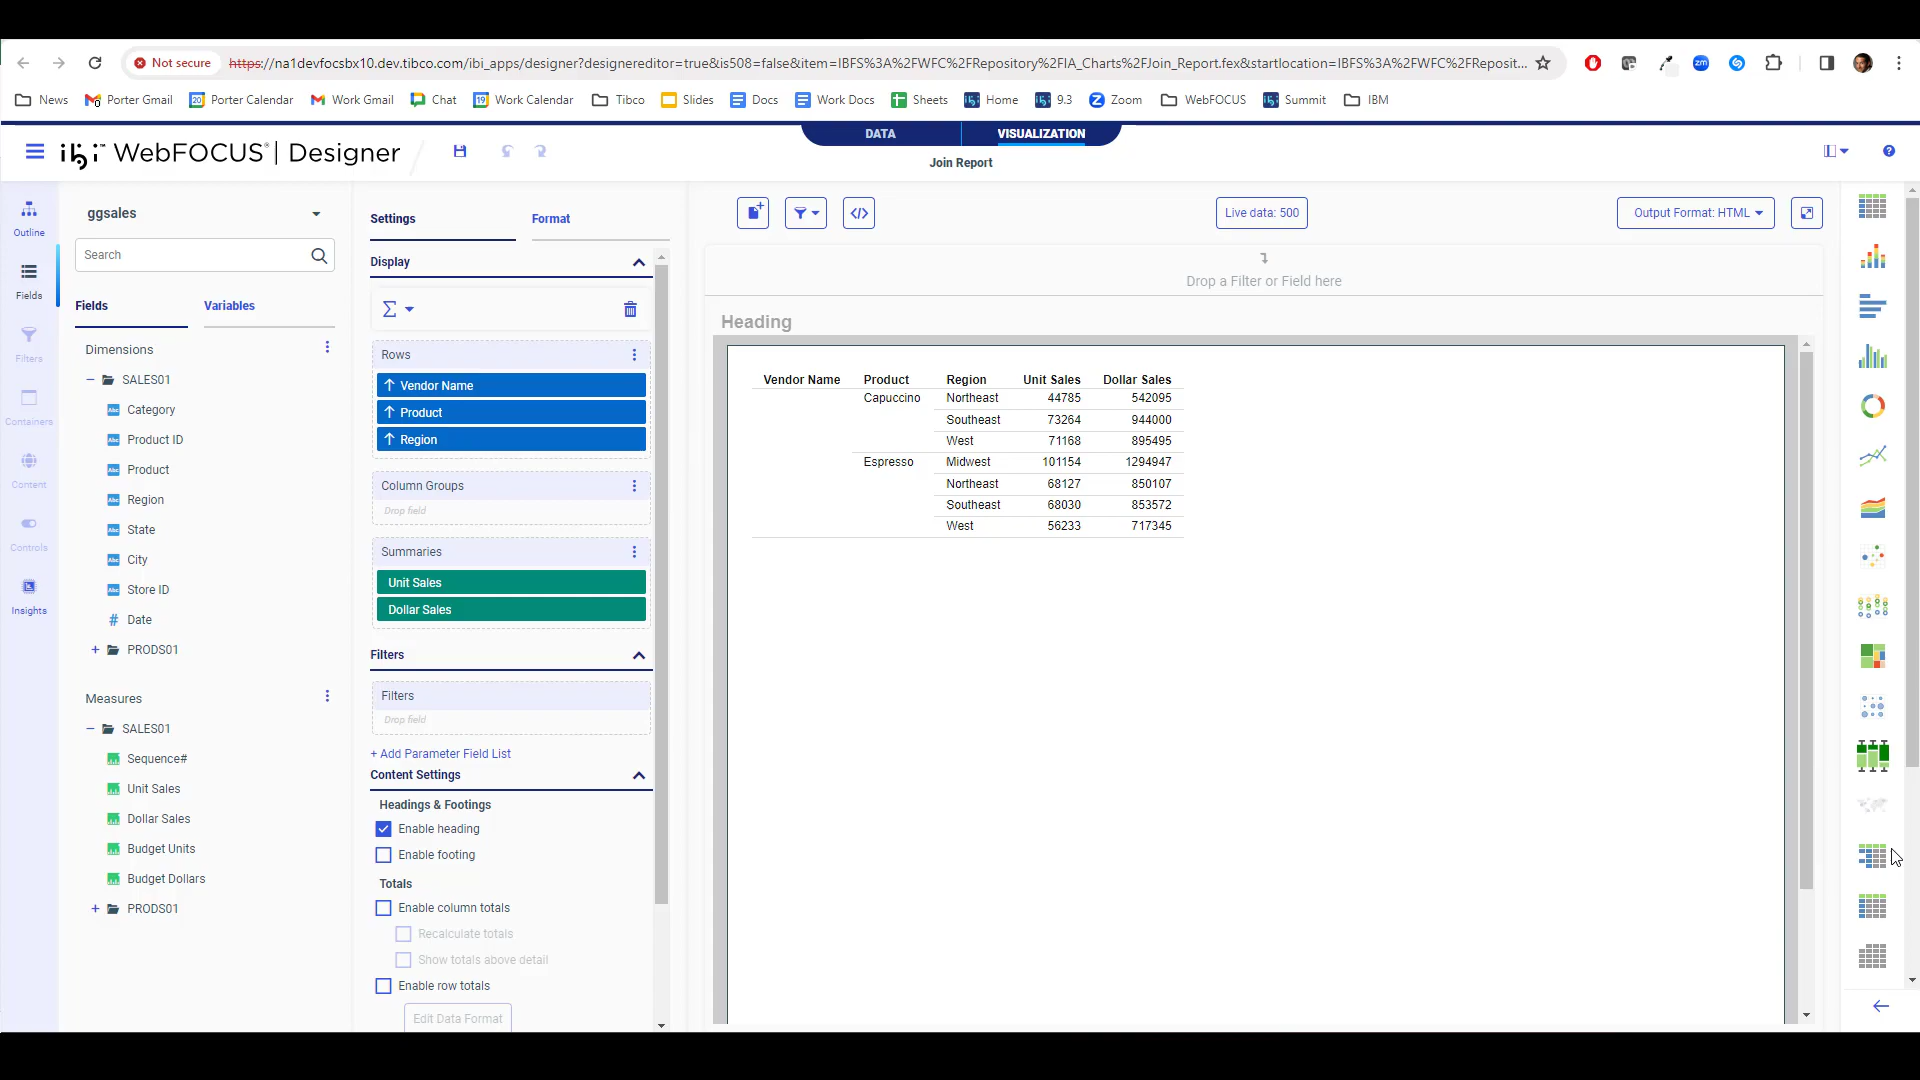 Not secure
https://na1devfocsbx10.dev.tibco.com/ibi_apps/designer?designereditor=true&is508=false&item=IBFS%3A%2FWFC%2FRepository%2FIA_Charts%2FJoin_Report.fex&startlocation=IBFS%3A%2FWFC%2FReposit...
News
Porter Gmail
Porter Calendar
Work Gmail
Chat
Work Calendar
Tibco
Slides
Docs
Work Docs
Sheets
Home
9.3
Zoom
WebFOCUS
Summit
IBM
DATA
VISUALIZATION
ibi™ WebFOCUS® | Designer
Join Report
Outline
Fields
Filters
Containers
Content
Controls
Insights
ggsales
Search
Fields
Variables
Dimensions
SALES01
Category
Product ID
Product
Region
State
City
Store ID
# Date
+ PRODS01
Measures
SALES01
Sequence#
Unit Sales
Dollar Sales
Budget Units
Budget Dollars
+ PRODS01
Settings
Format
Display
Σ
Rows
Vendor Name
Product
Region
Column Groups
Drop field
Summaries
Unit Sales
Dollar Sales
Filters
Filters
Drop field
+ Add Parameter Field List
Content Settings
Headings & Footings
Enable heading
Enable footing
Totals
Enable column totals
Recalculate totals
Show totals above detail
Enable row totals
Edit Data Format
Live data: 500
Output Format: HTML
Drop a Filter or Field here
Heading
Vendor Name Product Region Unit Sales Dollar Sales
Capuccino Northeast 44785 542095
Southeast 73264 944000
West 71168 895495
Espresso Midwest 101154 1294947
Northeast 68127 850107
Southeast 68030 853572
West 56233 717345